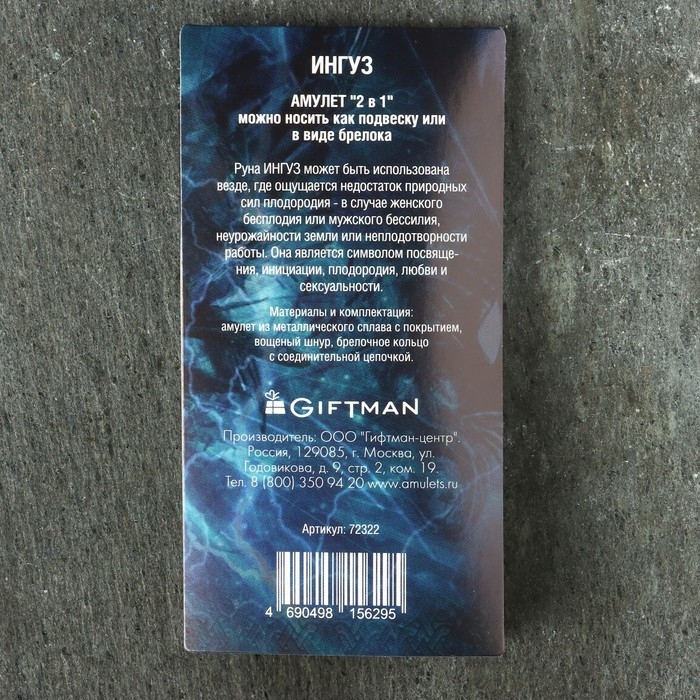 ИНГУЗ
АМУЛЕТ "2 в 1"
можно носить как подвеску или
в виде брелока
Руна ИНГУЗ может быть использована
везде, где ощущается недостаток природных
сил плодородия - в случае женского
бесплодия или мужского бессилия,
неурожайности земли или неплодотворности
работы. Она является символом посвяще-
ния, инициации, плодородия, любви и
сексуальности.
Материалы и комплектация:
амулет из металлического сплава с покрытием,
вощеный шнур, брелочное кольцо
с соединительной цепочкой.
GIFTMAN
Производитель: ООО "Гифтман-центр".
Россия, 129085, г. Москва, ул.
Годовикова, д. 9, стр. 2, ком. 19.
Тел. 8 (800) 350 94 20 www.amulets.ru
Артикул: 72322
4 690498 156295